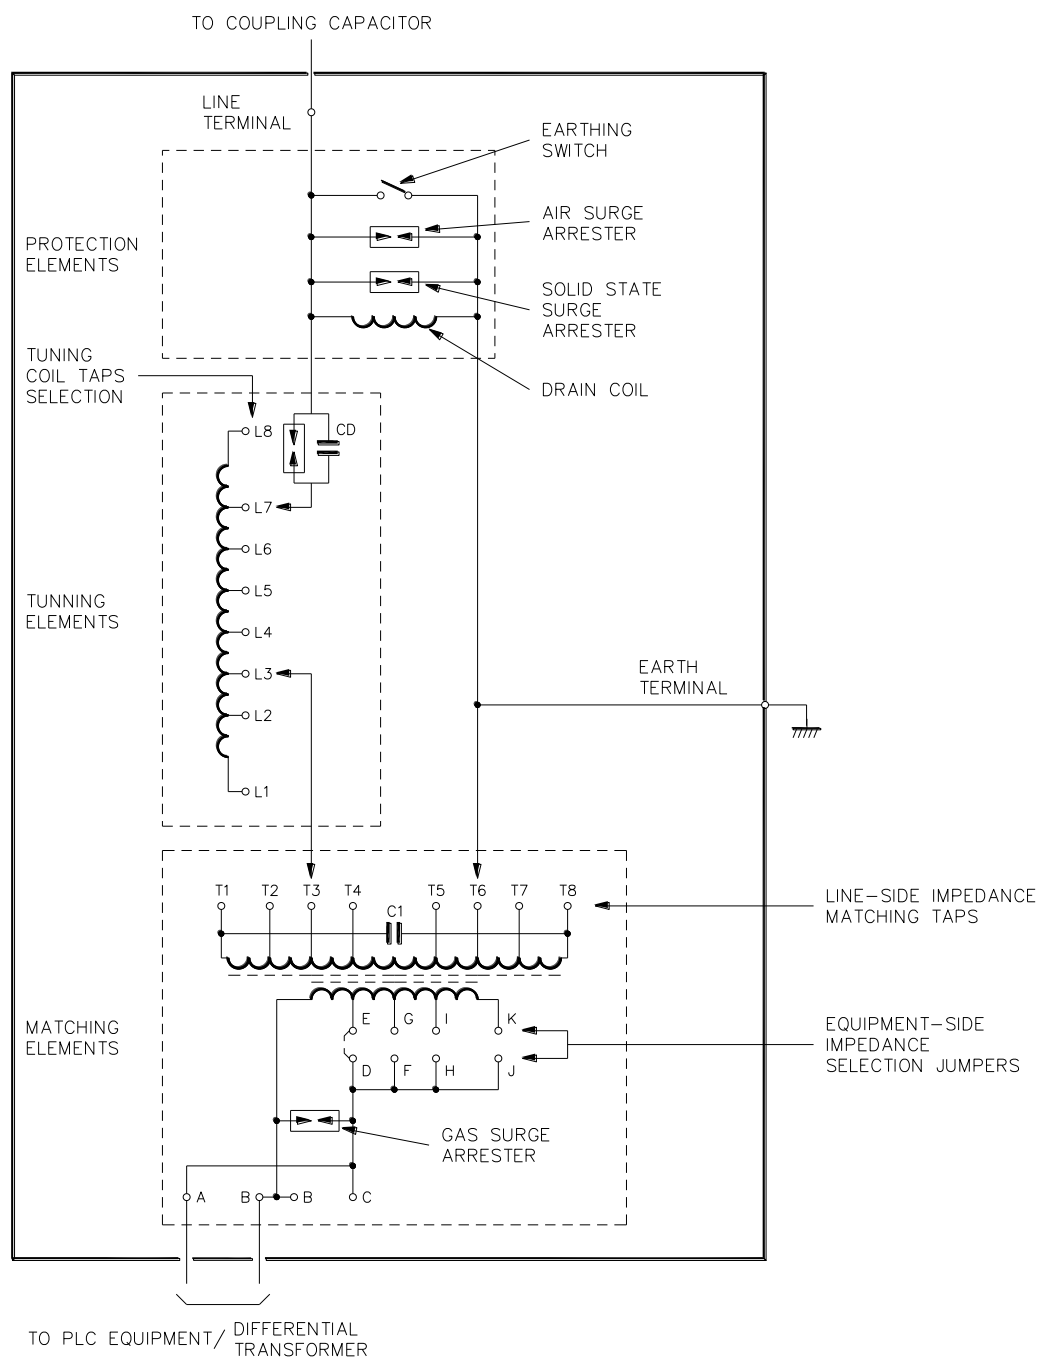 TO COUPLING CAPACITOR
LINE
TERMINAL
EARTHING
SWITCH
AIR SURGE
ARRESTER
PROTECTION
ELEMENTS
SOLID STATE
SURGE
ARRESTER
TUNING
COIL TAPS
SELECTION
DRAIN COIL
L8
CD
L7
L6
L5
TUNNING
ELEMENTS
L4
L3
L2
L1
EARTH
TERMINAL
T1 T2 T3 T4 T5 T6 T7 T8
C1
LINE-SIDE IMPEDANCE
MATCHING TAPS
E G I K
MATCHING
ELEMENTS
EQUIPMENT-SIDE
IMPEDANCE
SELECTION JUMPERS
D F H J
GAS SURGE
ARRESTER
A B B C
TO PLC EQUIPMENT/
DIFFERENTIAL
TRANSFORMER